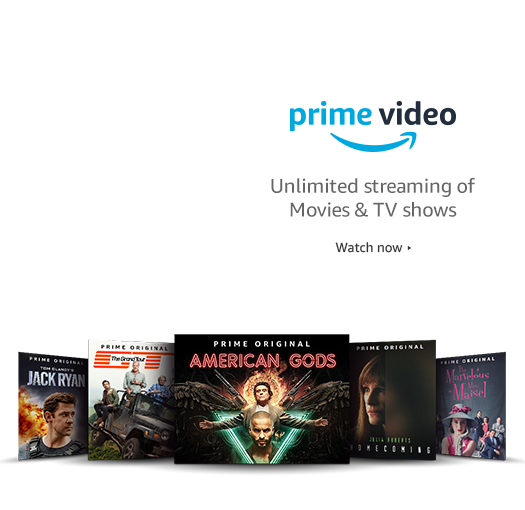 prime video
Unlimited streaming of
Movies & TV shows
Watch now
PRIME ORIGINAL
TOM CLANCY'S
JACK RYAN
PRIME ORIGINAL
The Grand Tour
PRIME ORIGINAL
AMERICAN GODS
PRIME ORIGINAL
JULIA ROBERTS
HOMECOMING
PRIME ORIGINAL
The Marvelous
Mrs. Maisel